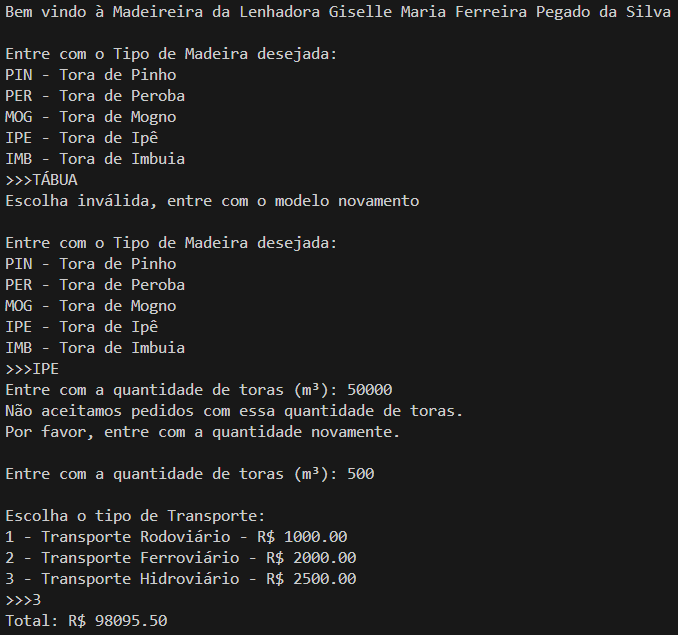 Bem vindo à Madeireira da Lenhadora Giselle Maria Ferreira Pegado da Silva
Entre com o Tipo de Madeira desejada:
PIN - Tora de Pinho
PER - Tora de Peroba
MOG - Tora de Mogno
IPE - Tora de Ipê
IMB - Tora de Imbuia
>>>TÁBUA
Escolha inválida, entre com o modelo novamento
Entre com o Tipo de Madeira desejada:
PIN - Tora de Pinho
PER - Tora de Peroba
MOG - Tora de Mogno
IPE - Tora de Ipê
IMB - Tora de Imbuia
>>>IPE
Entre com a quantidade de toras (m³): 50000
Não aceitamos pedidos com essa quantidade de toras.
Por favor, entre com a quantidade novamente.
Entre com a quantidade de toras (m³): 500
Escolha o tipo de Transporte:
1 - Transporte Rodoviário - R$ 1000.00
2 - Transporte Ferroviário - R$ 2000.00
3 - Transporte Hidroviário - R$ 2500.00
>>>3
Total: R$ 98095.50